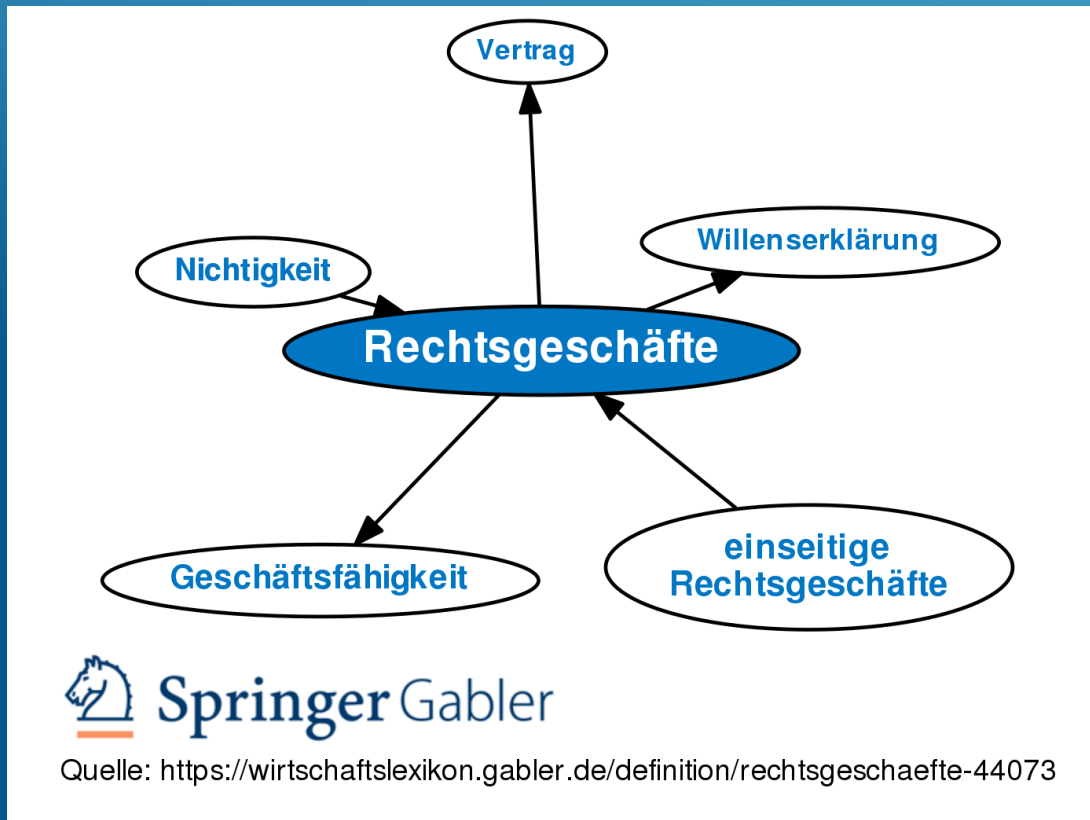 Vertrag
Willenserklärung
Nichtigkeit
Rechtsgeschäfte
einseitige
Rechtsgeschäfte
Geschäftsfähigkeit
Springer Gabler
Quelle: https://wirtschaftslexikon.gabler.de/definition/rechtsgeschaefte-44073